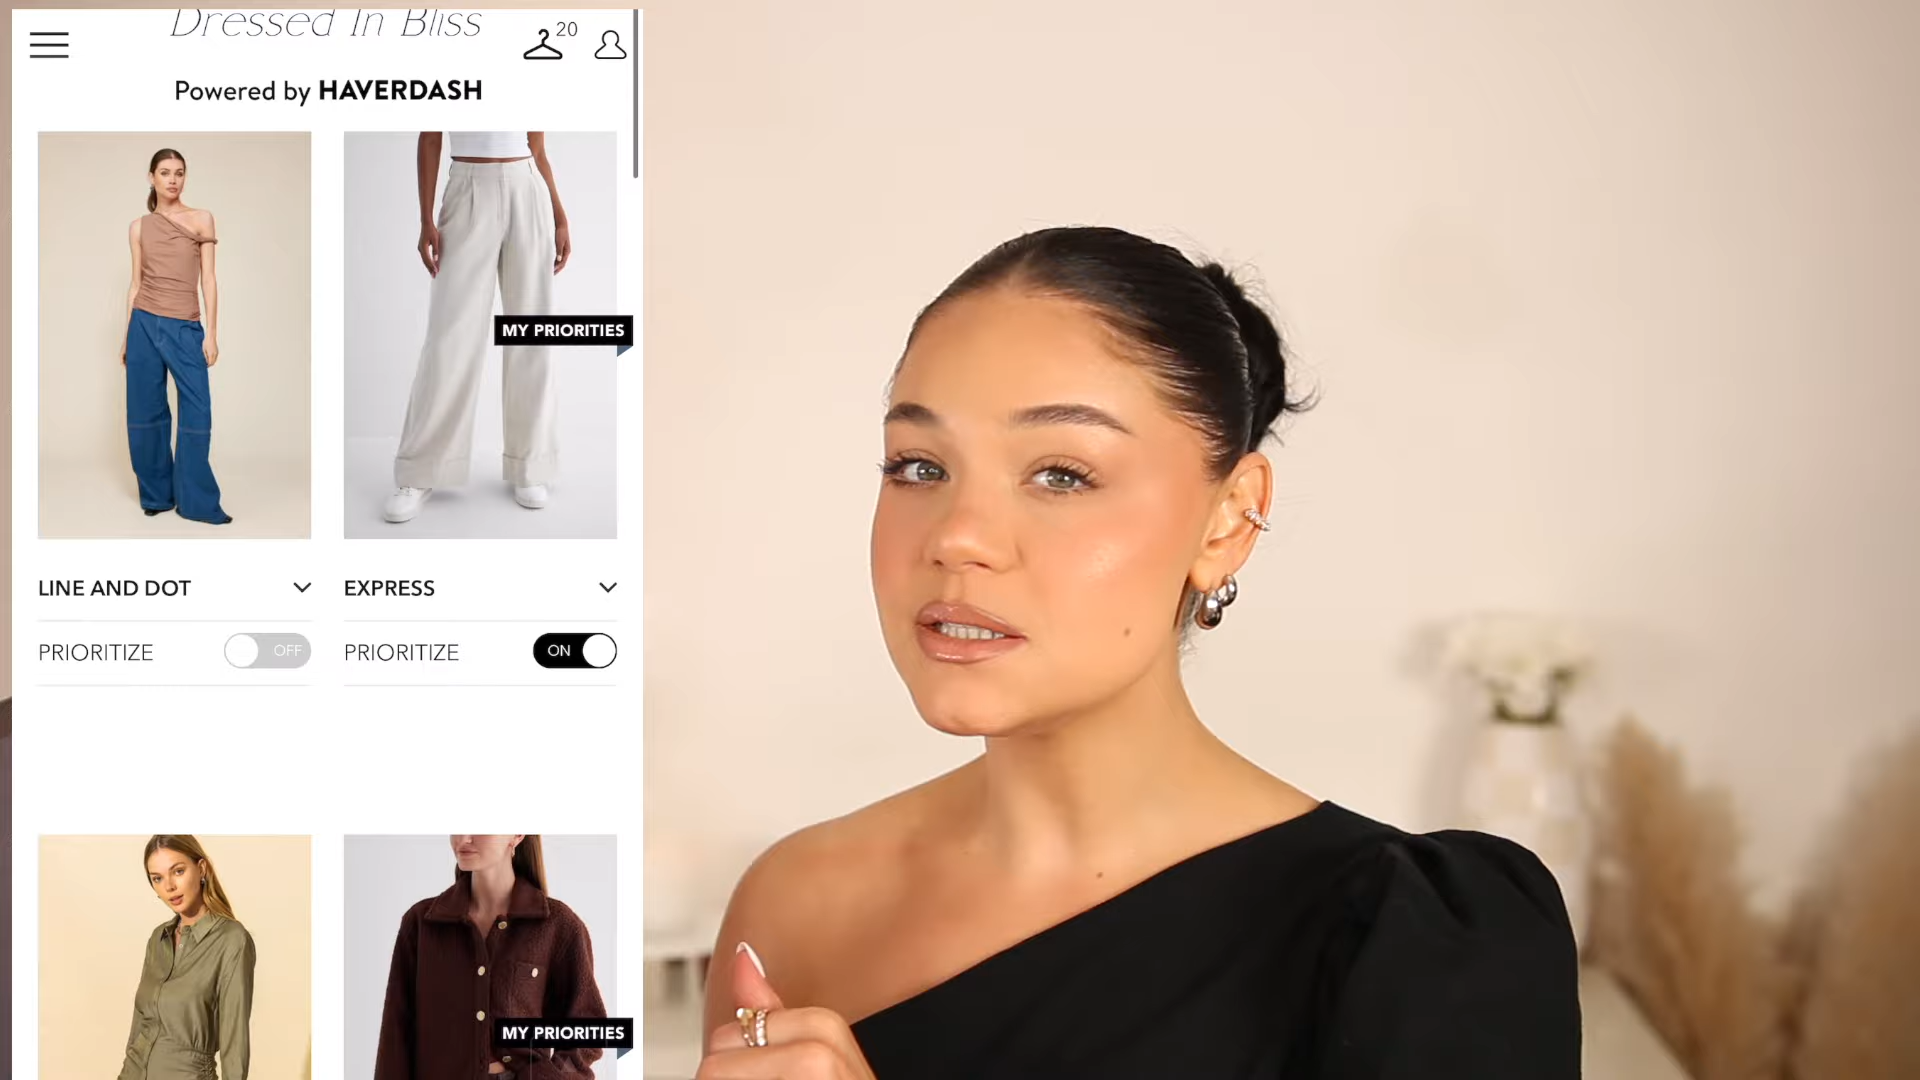 Dressed In Bliss
20
Powered by HAVERDASH
MY PRIORITIES
LINE AND DOT
EXPRESS
PRIORITIZE OFF
PRIORITIZE ON
MY PRIORITIES